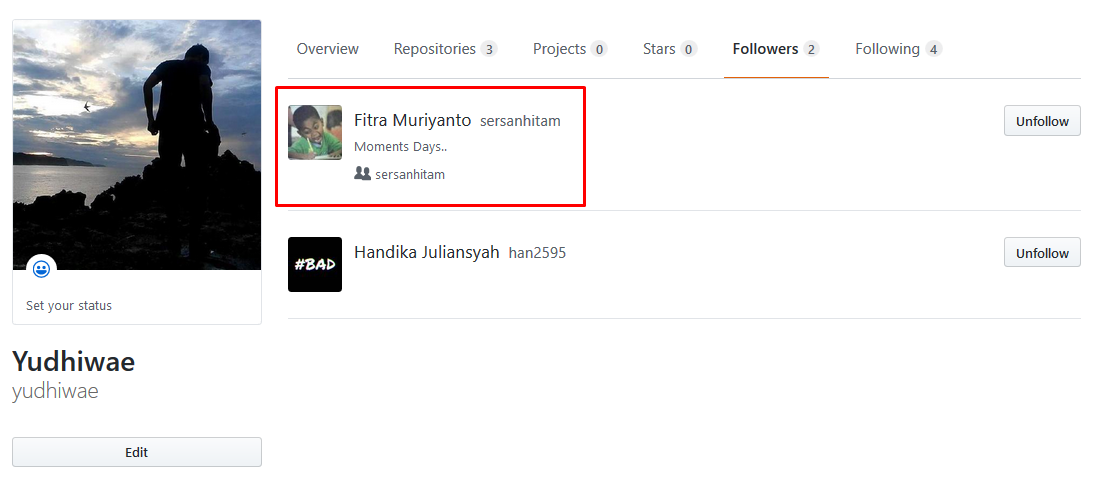 Overview Repositories 3 Projects 0 Stars 0 Followers 2 Following 4
Fitra Muriyanto sersanhitam
Unfollow
Moments Days..
sersanhitam
#BAD
Handika Juliansyah han2595
Unfollow
Set your status
Yudhiwae
yudhiwae
Edit